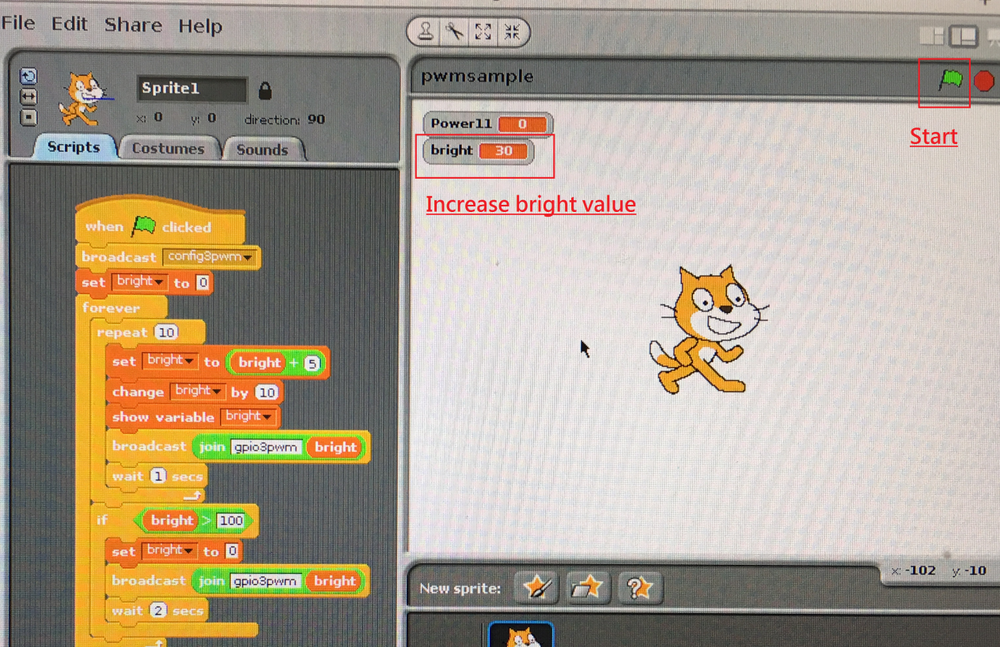 File Edit Share Help
Sprite1
x: 0 y: 0 direction: 90
Scripts Costumes Sounds
when clicked
broadcast config3pwm
set bright to 0
forever
repeat 10
set bright to bright + 5
change bright by 10
show variable bright
broadcast join gpio3pwm bright
wait 1 secs
if bright > 100
set bright to 0
broadcast join gpio3pwm bright
wait 2 secs
pwmsample
Power11 0
bright 30
Start
Increase bright value
x: -102 y: -10
New sprite: